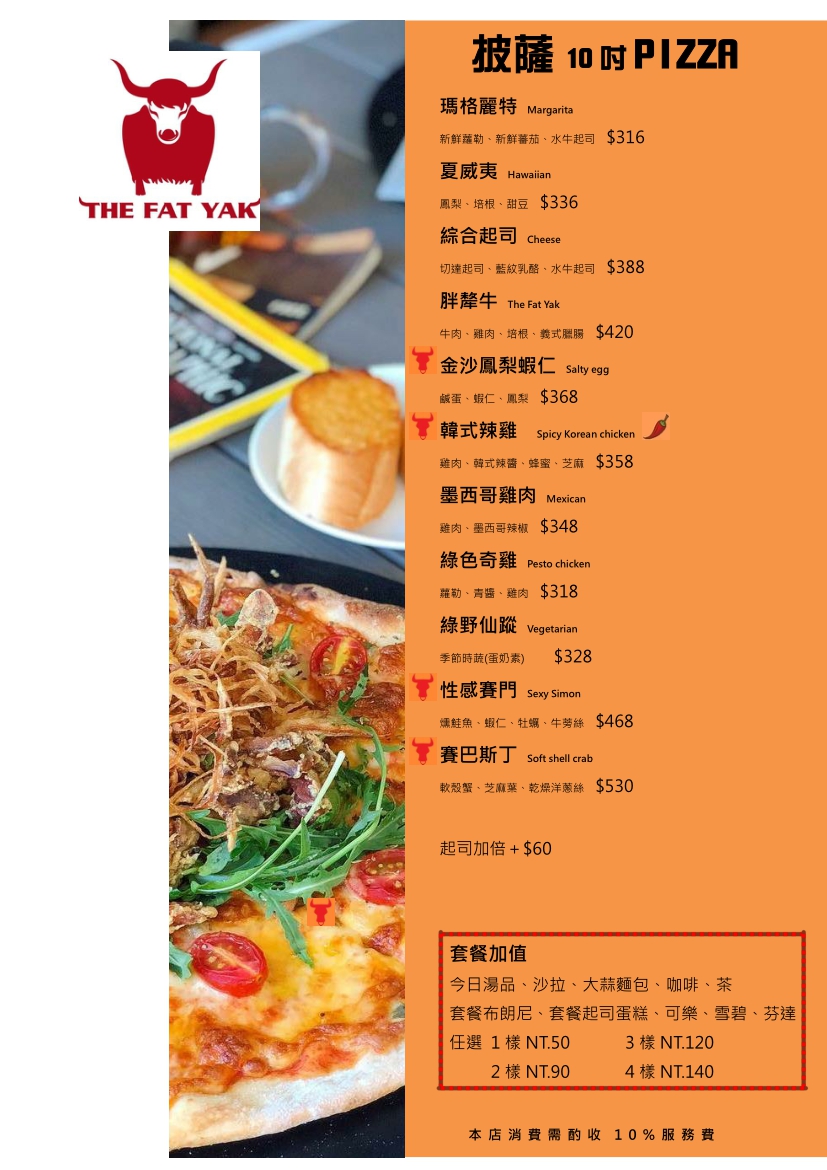 THE FAT YAK
披薩 10 吋 PIZZA
瑪格麗特 Margarita
新鮮蘿勒、新鮮蕃茄、水牛起司 $316
夏威夷 Hawaiian
鳳梨、培根、甜豆 $336
綜合起司 Cheese
切達起司、藍紋乳酪、水牛起司 $388
胖犛牛 The Fat Yak
牛肉、雞肉、培根、義式臘腸 $420
金沙鳳梨蝦仁 Salty egg
鹹蛋、蝦仁、鳳梨 $368
韓式辣雞 Spicy Korean chicken
雞肉、韓式辣醬、蜂蜜、芝麻 $358
墨西哥雞肉 Mexican
雞肉、墨西哥辣椒 $348
綠色奇雞 Pesto chicken
蘿勒、青醬、雞肉 $318
綠野仙蹤 Vegetarian
季節時蔬(蛋奶素) $328
性感賽門 Sexy Simon
燻鮭魚、蝦仁、牡蠣、牛蒡絲 $468
賽巴斯丁 Soft shell crab
軟殼蟹、芝麻葉、乾燥洋蔥絲 $530
起司加倍+$60
套餐加值
今日湯品、沙拉、大蒜麵包、咖啡、茶
套餐布朗尼、套餐起司蛋糕、可樂、雪碧、芬達
任選 1 樣 NT.50 3 樣 NT.120
2 樣 NT.90 4 樣 NT.140
本店消費需酌收 10%服務費